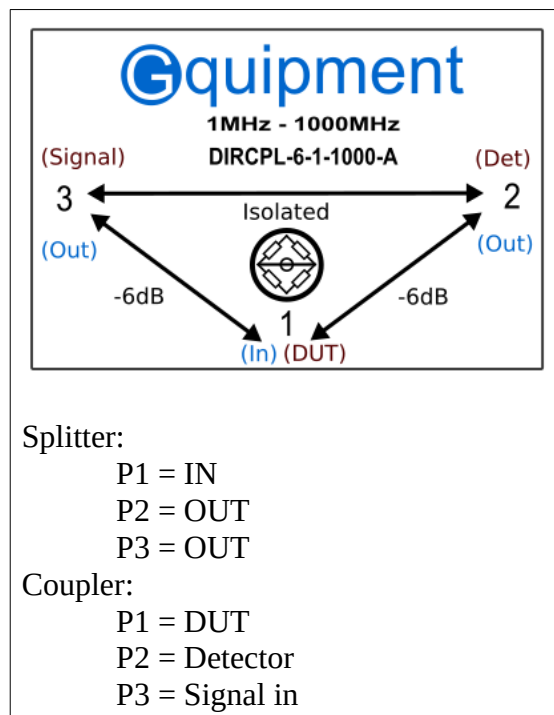 Gquipment
1MHz - 1000MHz
(Signal) DIRCPL-6-1-1000-A (Det)
3 Isolated 2
(Out) (Out)
-6dB -6dB
1
(In) (DUT)
Splitter:
P1 = IN
P2 = OUT
P3 = OUT
Coupler:
P1 = DUT
P2 = Detector
P3 = Signal in